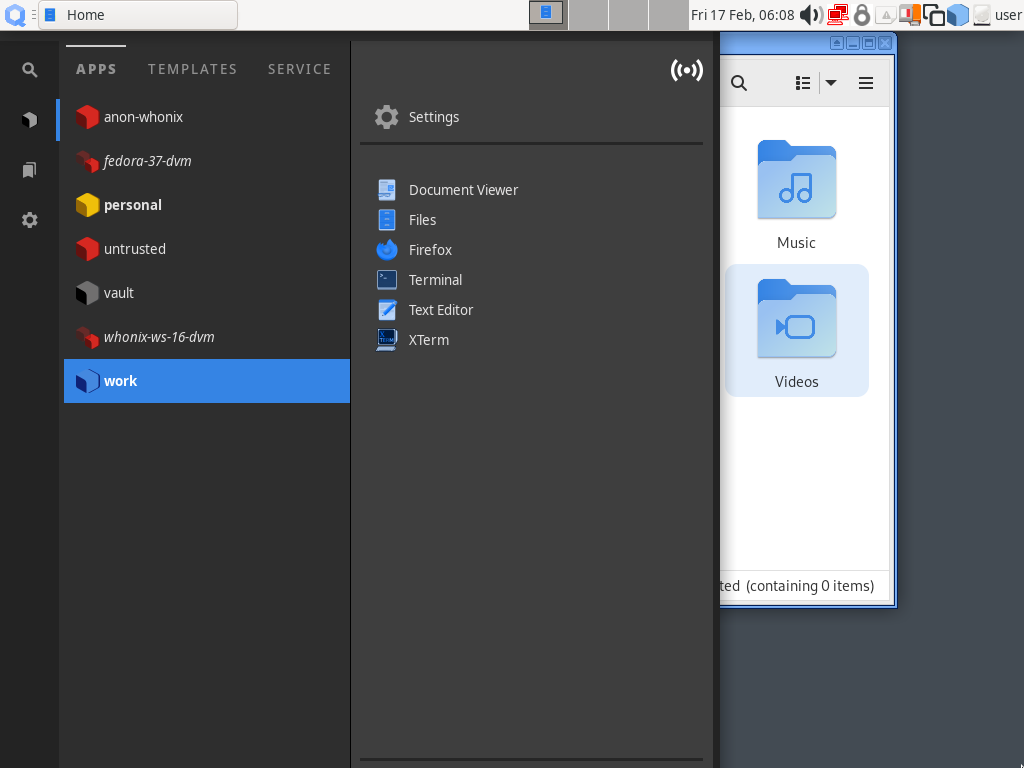 Home
Fri 17 Feb, 06:08
user
APPS TEMPLATES SERVICE
anon-whonix
fedora-37-dvm
personal
untrusted
vault
whonix-ws-16-dvm
work
Settings
Document Viewer
Files
Firefox
Terminal
Text Editor
XTerm
Music
Videos
ted (containing 0 items)